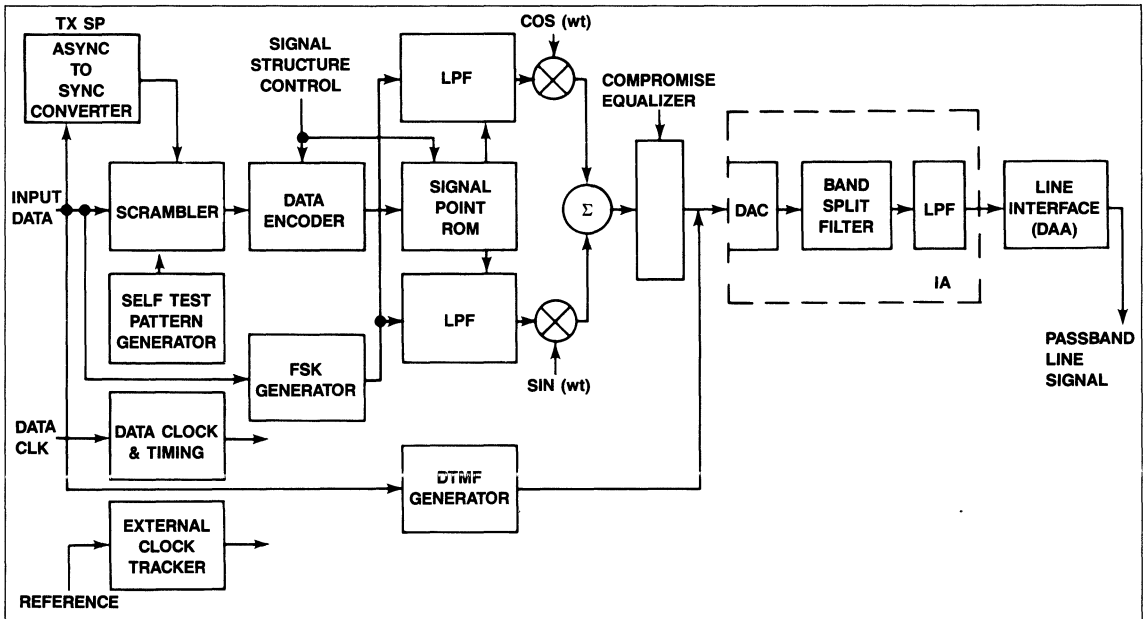 TX SP
ASYNC
TO
SYNC
CONVERTER
SIGNAL
STRUCTURE
CONTROL
LPF
COS (wt)
COMPROMISE
EQUALIZER
INPUT
DATA
SCRAMBLER
DATA
ENCODER
SIGNAL
POINT
ROM
Σ
DAC
BAND
SPLIT
FILTER
LPF
LINE
INTERFACE
(DAA)
IA
SELF TEST
PATTERN
GENERATOR
FSK
GENERATOR
LPF
SIN (wt)
PASSBAND
LINE
SIGNAL
DATA
CLK
DATA CLOCK
& TIMING
DTMF
GENERATOR
EXTERNAL
CLOCK
TRACKER
REFERENCE